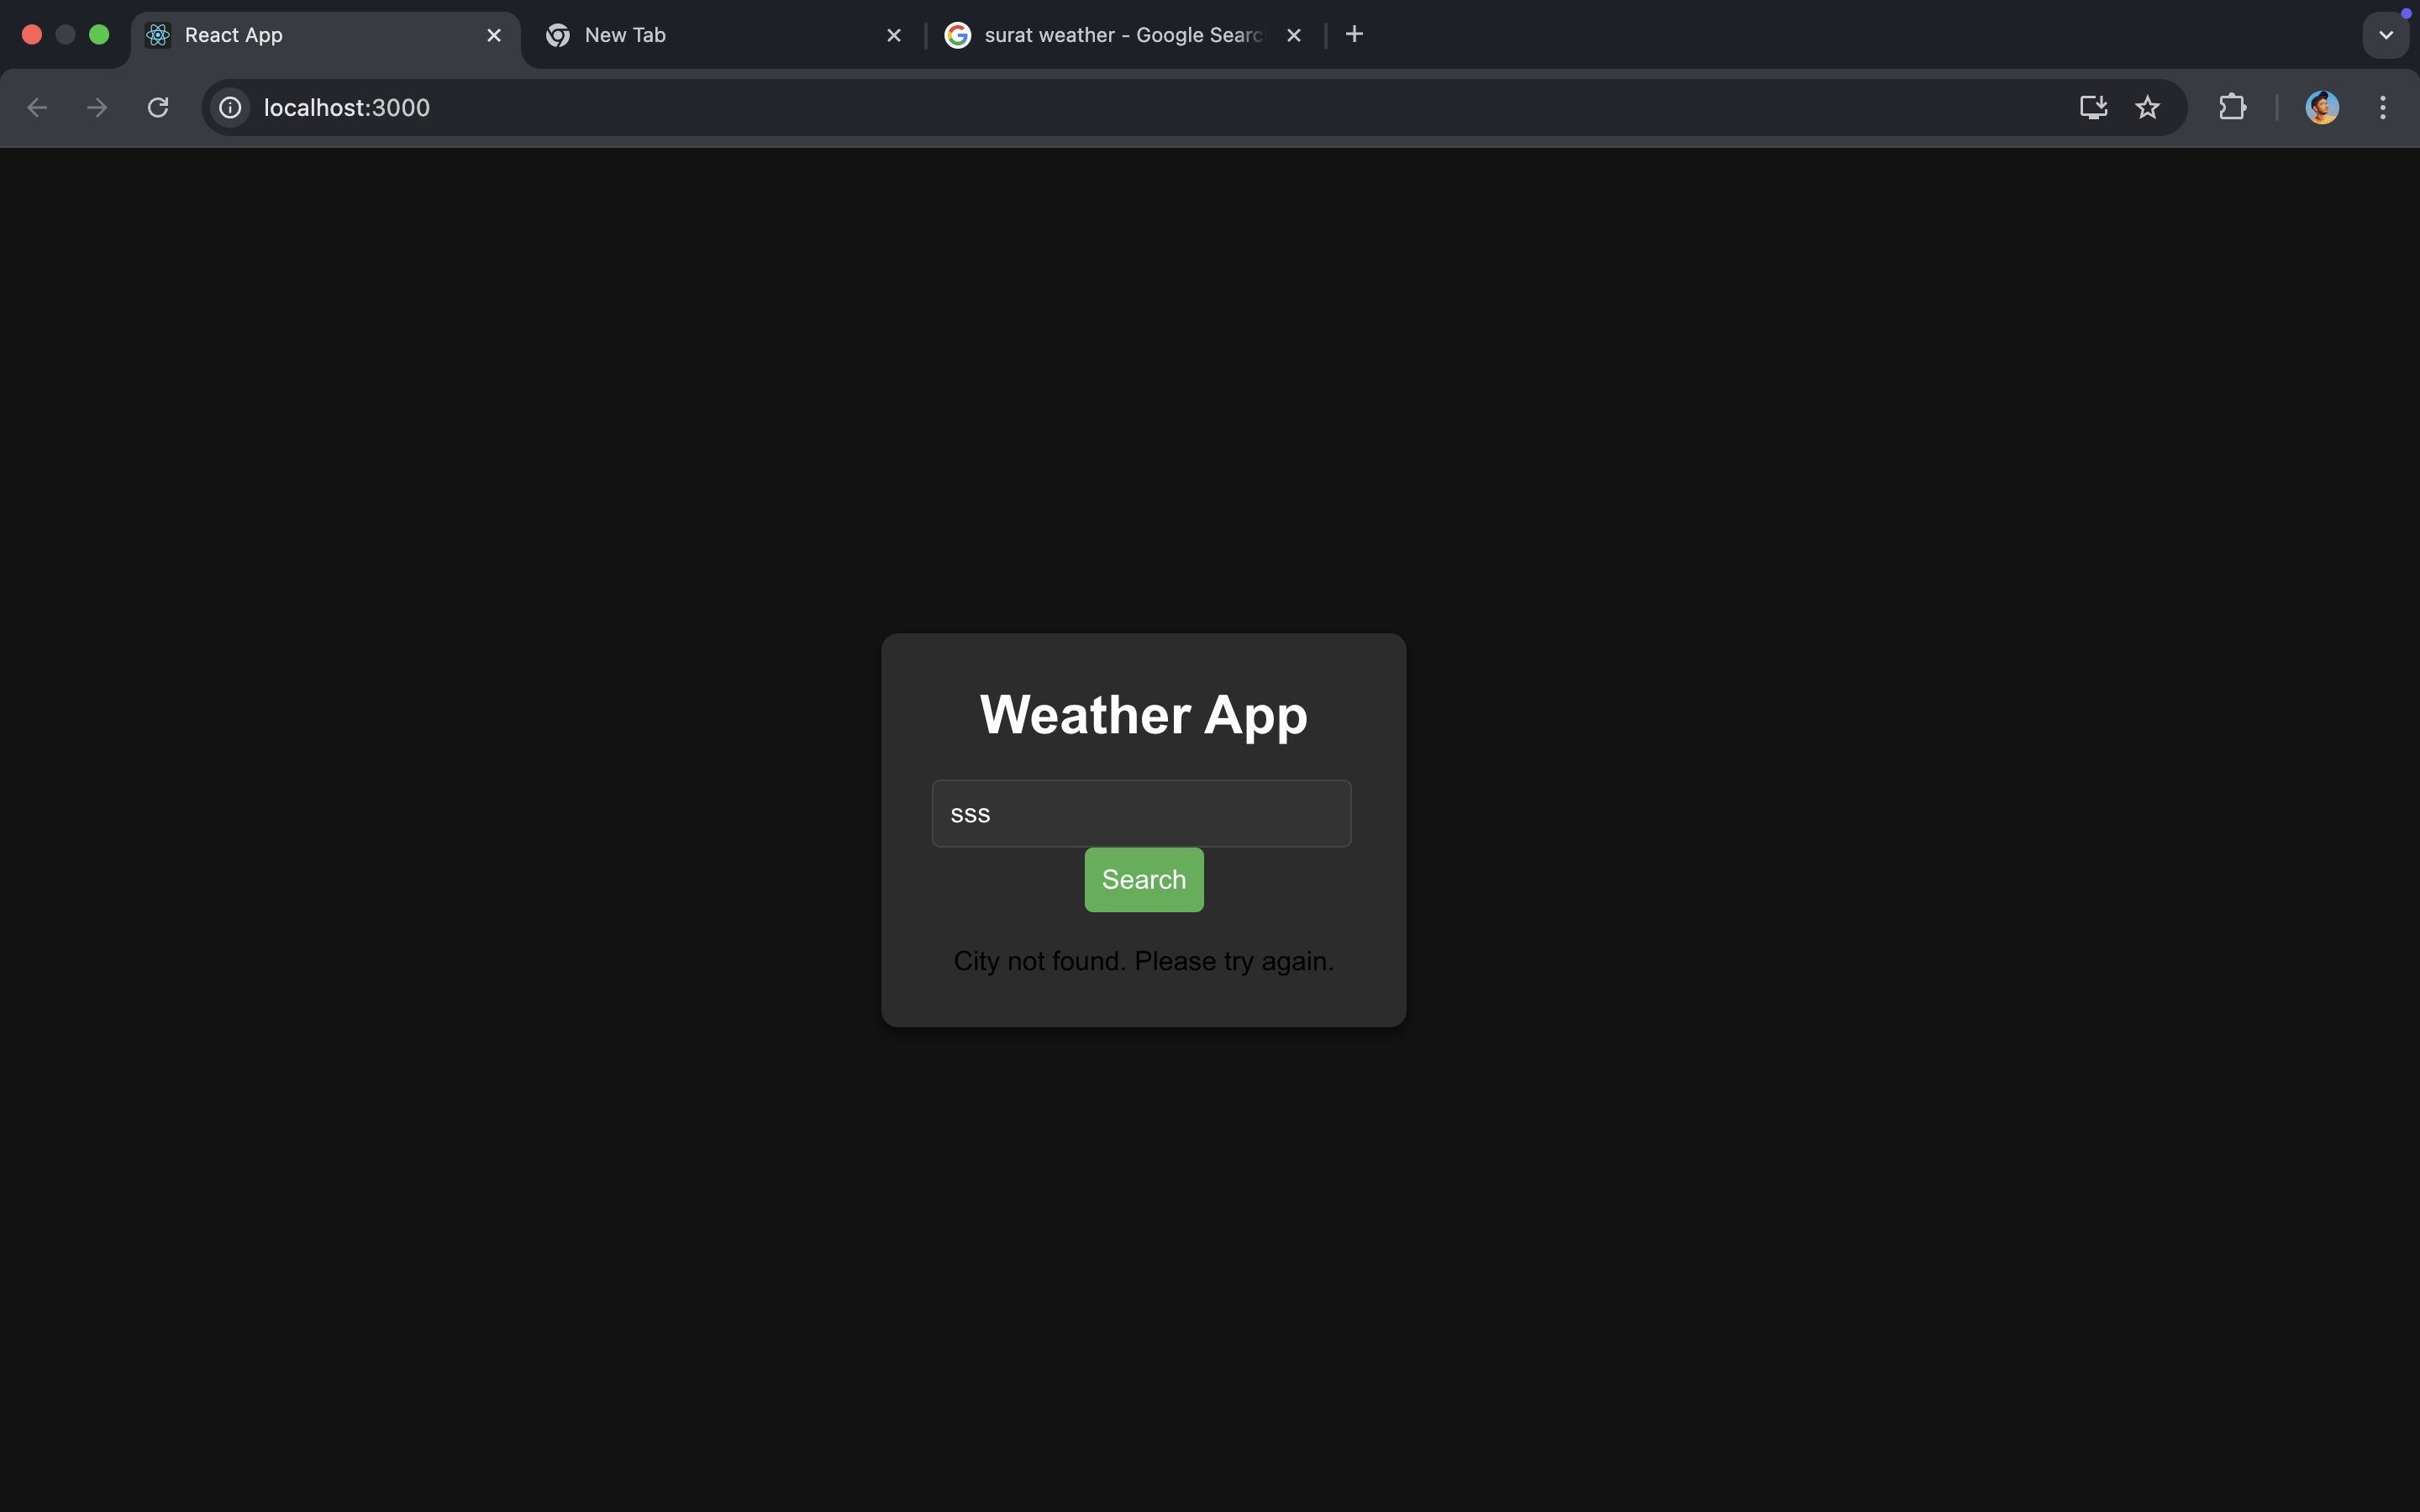 React App
New Tab
surat weather - Google Searc
localhost:3000
Weather App
sss
Search
City not found. Please try again.